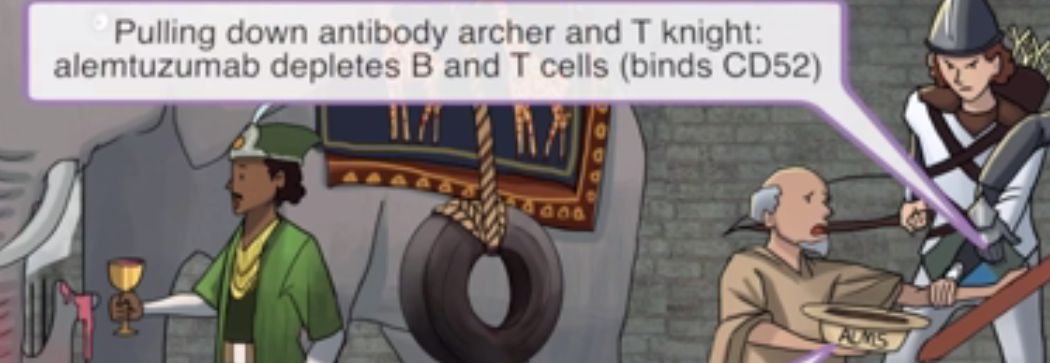 Pulling down antibody archer and T knight:
alemtuzumab depletes B and T cells (binds CD52)
ALMS